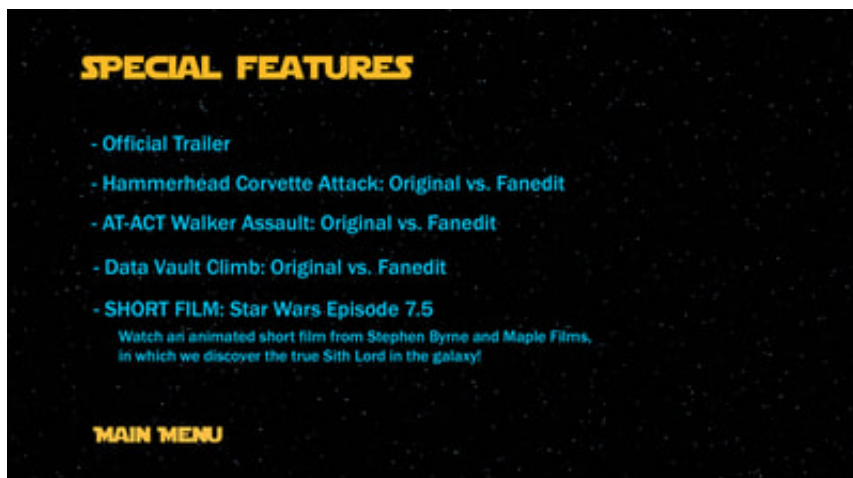 SPECIAL FEATURES
- Official Trailer
- Hammerhead Corvette Attack: Original vs. Fanedit
- AT-ACT Walker Assault: Original vs. Fanedit
- Data Vault Climb: Original vs. Fanedit
- SHORT FILM: Star Wars Episode 7.5
Watch an animated short film from Stephen Byrne and Maple Films,
in which we discover the true Sith Lord in the galaxy!
MAIN MENU